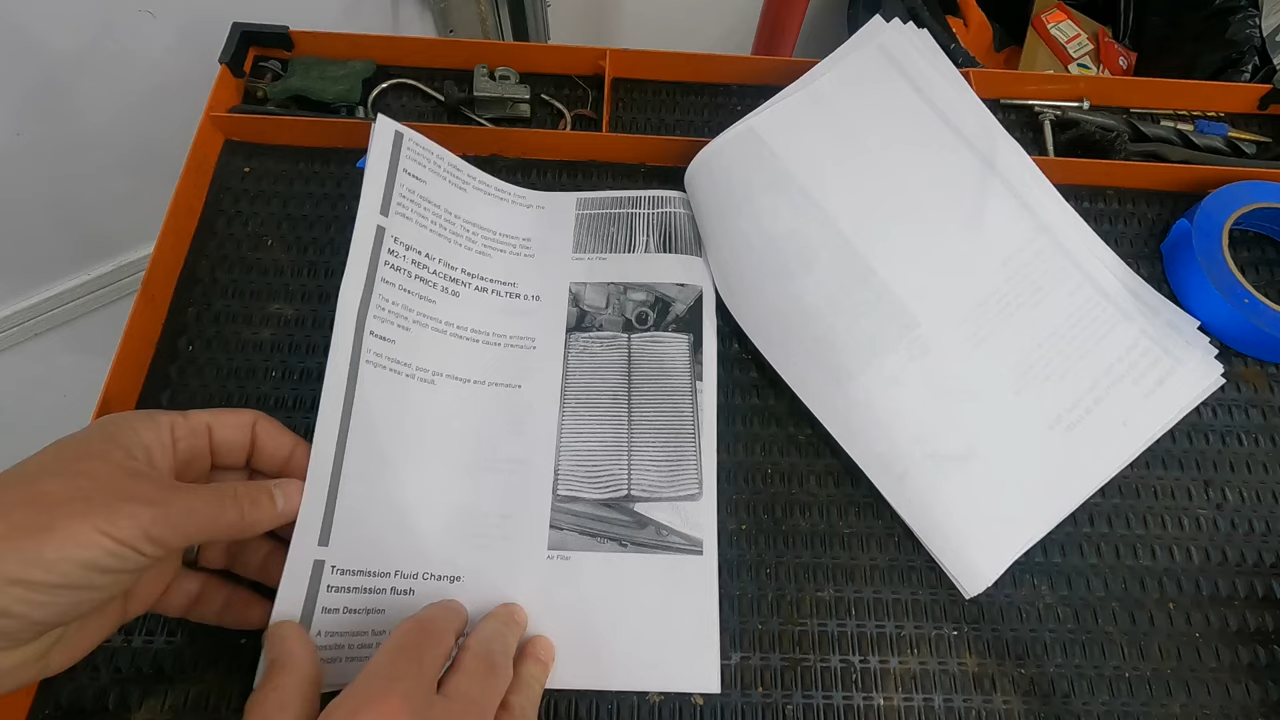 Prevents dirt, pollen, and other debris from
entering the passenger compartment through the
climate control system.
Reason
If not replaced, the air conditioning system will
develop an odd odor. The air conditioning filter,
also known as the cabin filter, removes dust and
pollen from entering the car cabin.
Cabin Air Filter
*Engine Air Filter Replacement:
M2-1: REPLACEMENT AIR FILTER 0.10.
PARTS PRICE 35.00
Item Description
The air filter prevents dirt and debris from entering
the engine, which could otherwise cause premature
engine wear.
Reason
If not replaced, poor gas mileage and premature
engine wear will result.
Air Filter
Transmission Fluid Change:
transmission flush
Item Description
A transmission flush
possible to clear